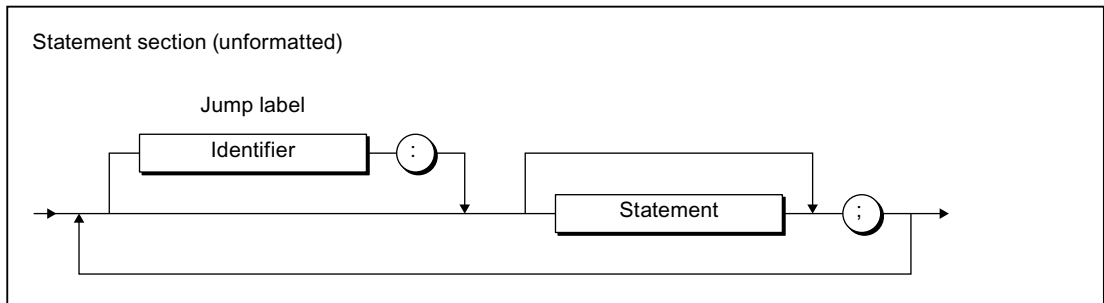 Statement section (unformatted)
Jump label
Identifier
:
Statement
;